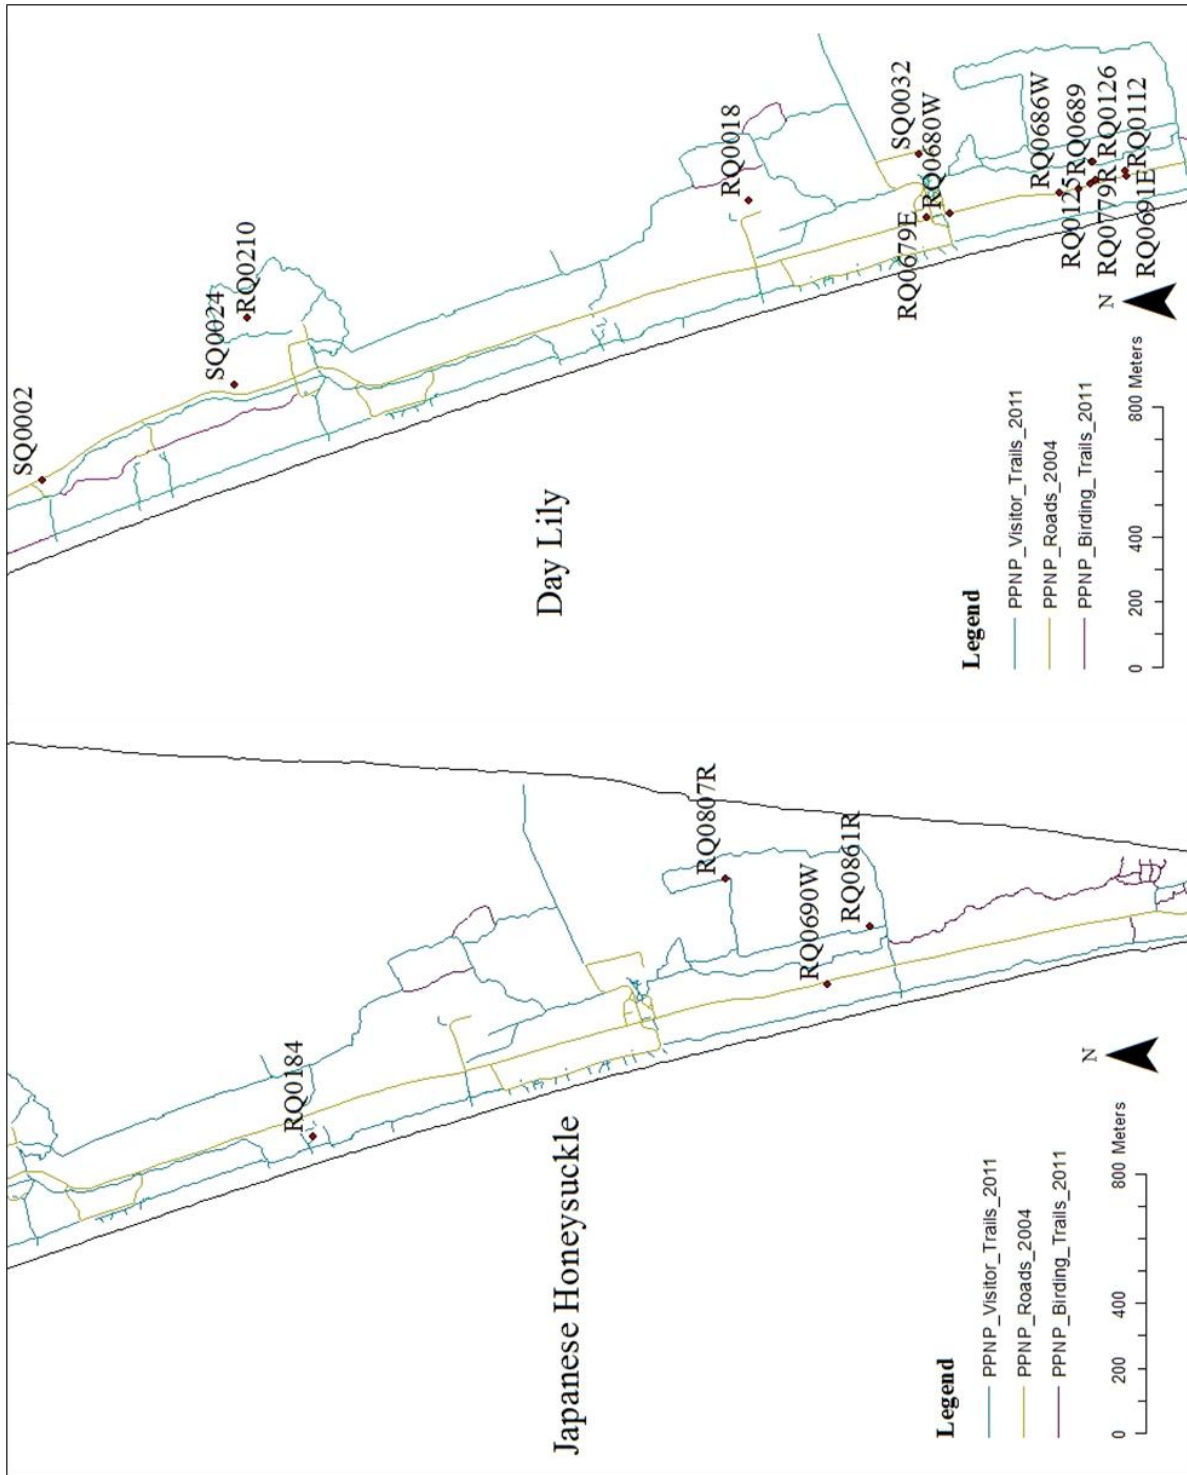 SQ0002
SQ0024
RQ0210
RQ0018
SQ0032
RQ0680W
RQ0679E
RQ0686W
RQ0689
RQ0126
RQ0112
RQ0125
RQ0779R
RQ0691E
Day Lily
N
Legend
PPNP_Visitor_Trails_2011
PPNP_Roads_2004
PPNP_Birding_Trails_2011
0 200 400 800 Meters
RQ0184
RQ0807R
RQ0690W
RQ0861R
Japanese Honeysuckle
N
Legend
PPNP_Visitor_Trails_2011
PPNP_Roads_2004
PPNP_Birding_Trails_2011
0 200 400 800 Meters